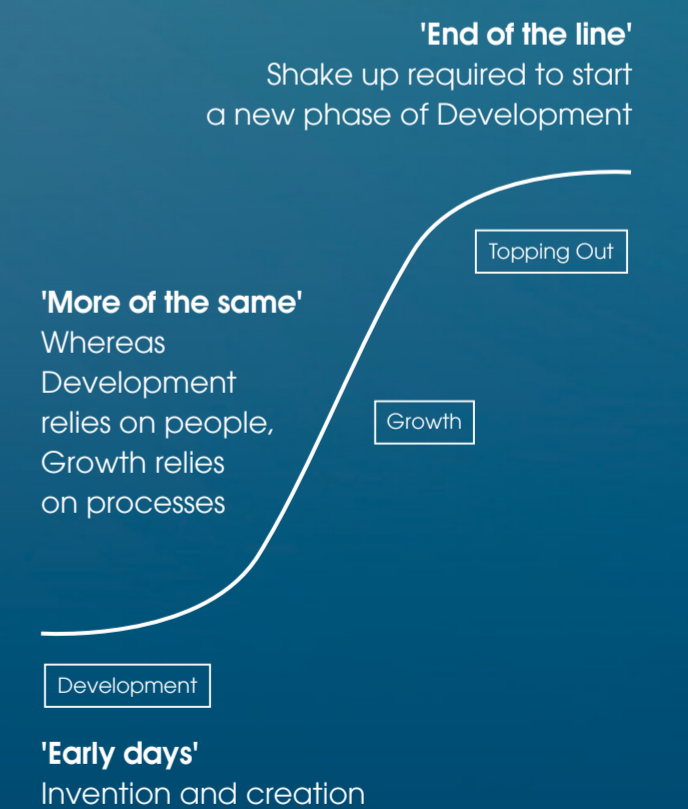 'End of the line'
Shake up required to start
a new phase of Development
Topping Out
'More of the same'
Whereas
Development
relies on people,
Growth relies
on processes
Growth
Development
'Early days'
Invention and creation